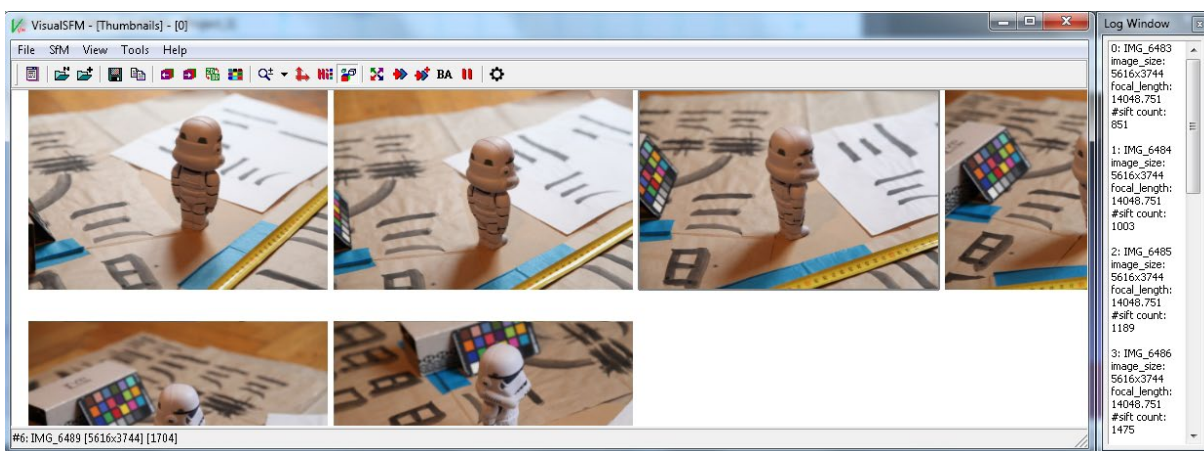 VisualSFM - [Thumbnails] - [0]
File SfM View Tools Help
BA
#6: IMG_6489 [5616x3744] [1704]
Log Window
0: IMG_6483
image_size:
5616x3744
focal_length:
14048.751
#sift count:
851
1: IMG_6484
image_size:
5616x3744
focal_length:
14048.751
#sift count:
1003
2: IMG_6485
image_size:
5616x3744
focal_length:
14048.751
#sift count:
1189
3: IMG_6486
image_size:
5616x3744
focal_length:
14048.751
#sift count:
1475